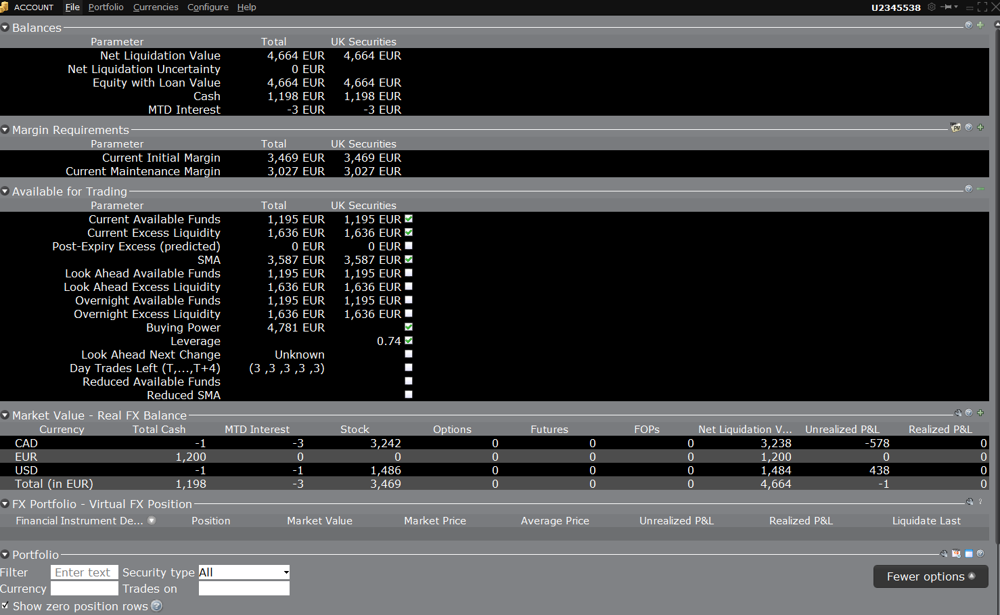 ACCOUNT File Portfolio Currencies Configure Help U2345538
Balances
Parameter Total UK Securities
Net Liquidation Value 4,664 EUR 4,664 EUR
Net Liquidation Uncertainty 0 EUR
Equity with Loan Value 4,664 EUR 4,664 EUR
Cash 1,198 EUR 1,198 EUR
MTD Interest -3 EUR -3 EUR
Margin Requirements
Parameter Total UK Securities
Current Initial Margin 3,469 EUR 3,469 EUR
Current Maintenance Margin 3,027 EUR 3,027 EUR
Available for Trading
Parameter Total UK Securities
Current Available Funds 1,195 EUR 1,195 EUR
Current Excess Liquidity 1,636 EUR 1,636 EUR
Post-Expiry Excess (predicted) 0 EUR 0 EUR
SMA 3,587 EUR 3,587 EUR
Look Ahead Available Funds 1,195 EUR 1,195 EUR
Look Ahead Excess Liquidity 1,636 EUR 1,636 EUR
Overnight Available Funds 1,195 EUR 1,195 EUR
Overnight Excess Liquidity 1,636 EUR 1,636 EUR
Buying Power 4,781 EUR
Leverage 0.74
Look Ahead Next Change Unknown
Day Trades Left (T,...,T+4) (3 ,3 ,3 ,3 ,3)
Reduced Available Funds
Reduced SMA
Market Value - Real FX Balance
Currency Total Cash MTD Interest Stock Options Futures FOPs Net Liquidation V... Unrealized P&L Realized P&L
CAD -1 -3 3,242 0 0 0 3,238 -578 0
EUR 1,200 0 0 0 0 0 1,200 0 0
USD -1 -1 1,486 0 0 0 1,484 438 0
Total (in EUR) 1,198 -3 3,469 0 0 0 4,664 -1 0
FX Portfolio - Virtual FX Position
Financial Instrument De... Position Market Value Market Price Average Price Unrealized P&L Realized P&L Liquidate Last
Portfolio
Filter Enter text Security type All
Currency Trades on
Fewer options
Show zero position rows